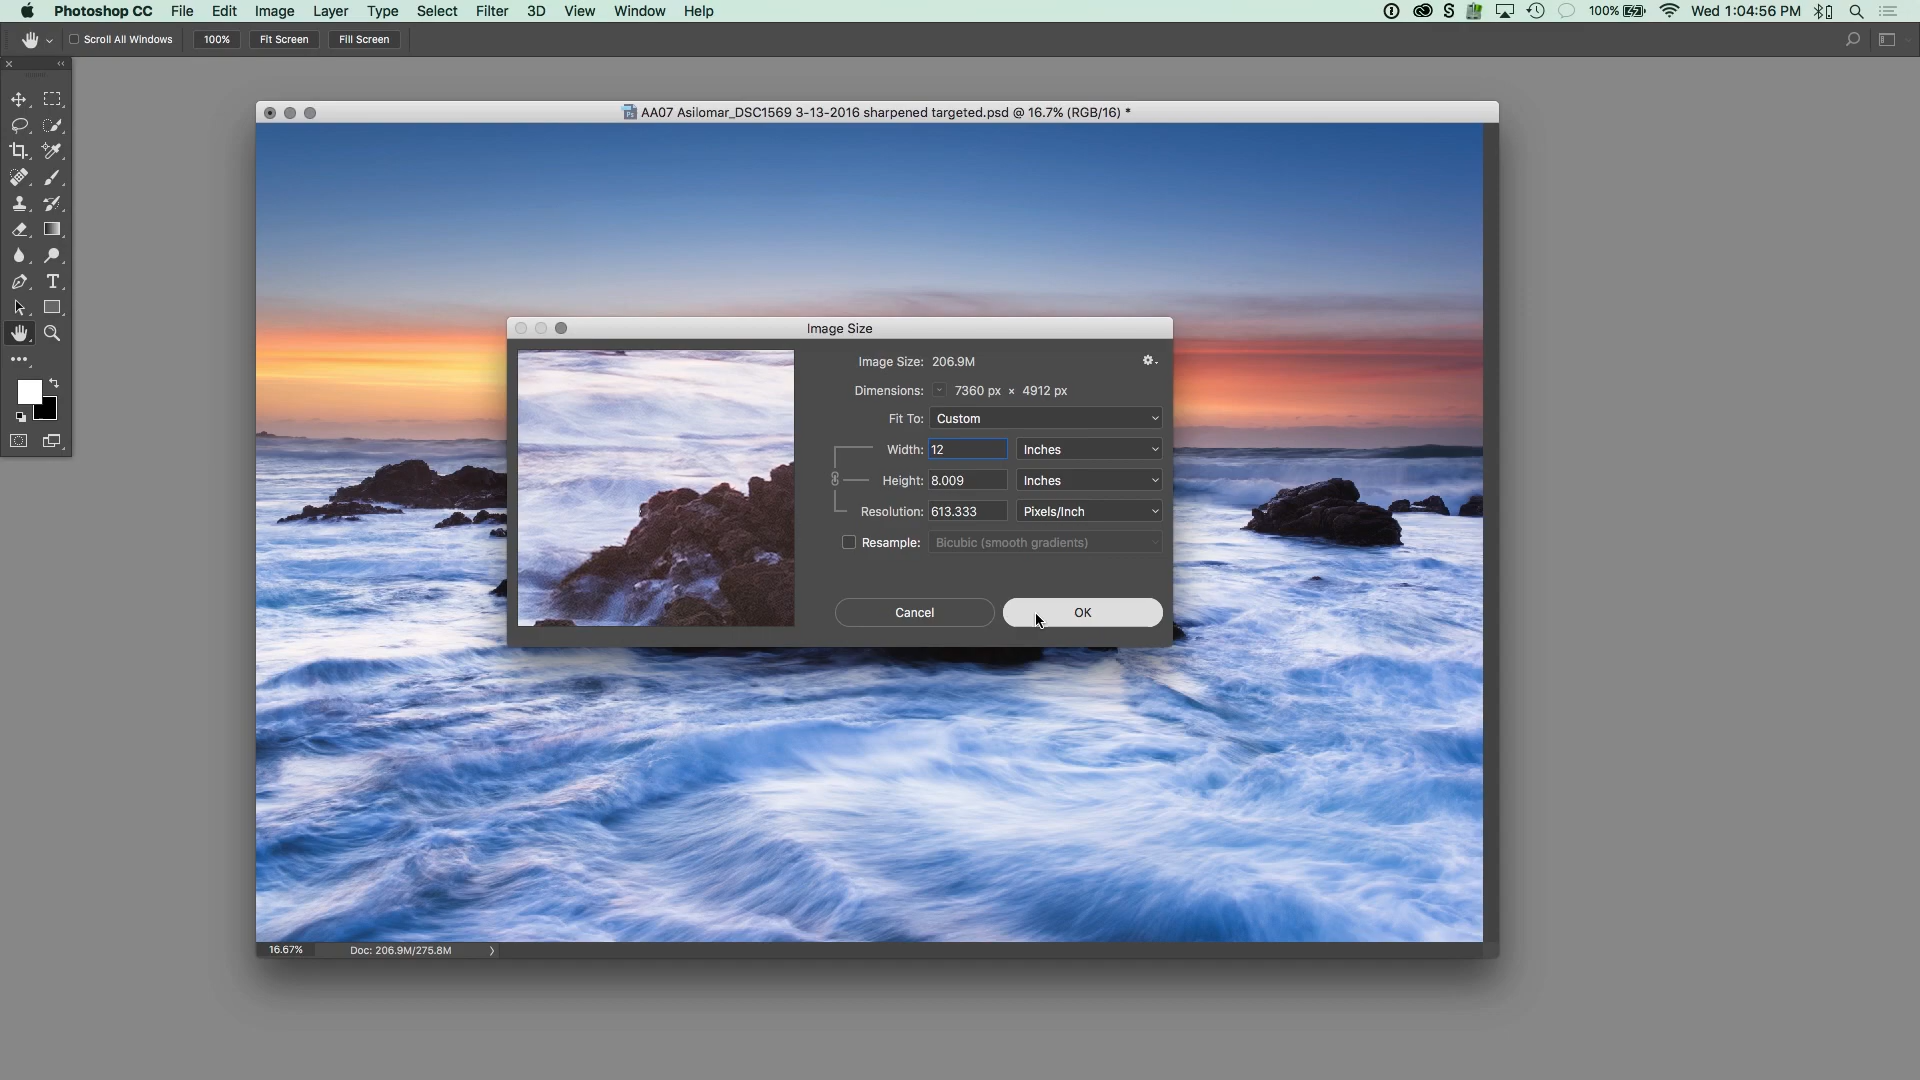 Photoshop CC File Edit Image Layer Type Select Filter 3D View Window Help 100% Wed 1:04:56 PM
Scroll All Windows 100% Fit Screen Fill Screen
AA07 Asilomar_DSC1569 3-13-2016 sharpened targeted.psd @ 16.7% (RGB/16) *
Image Size
Image Size: 206.9M
Dimensions: 7360 px × 4912 px
Fit To: Custom
Width: 12 Inches
Height: 8.009 Inches
Resolution: 613.333 Pixels/Inch
Resample: Bicubic (smooth gradients)
Cancel OK
16.67% Doc: 206.9M/275.8M